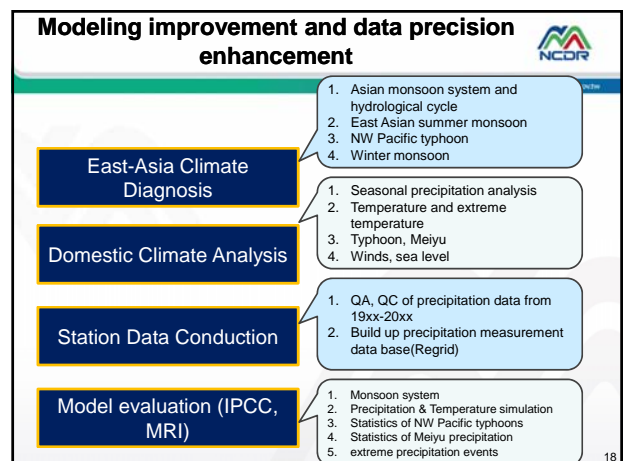 Modeling improvement and data precision
enhancement
NCDR
East-Asia Climate
Diagnosis
1. Asian monsoon system and
hydrological cycle
2. East Asian summer monsoon
3. NW Pacific typhoon
4. Winter monsoon
Domestic Climate Analysis
1. Seasonal precipitation analysis
2. Temperature and extreme
temperature
3. Typhoon, Meiyu
4. Winds, sea level
Station Data Conduction
1. QA, QC of precipitation data from
19xx-20xx
2. Build up precipitation measurement
data base(Regrid)
Model evaluation (IPCC,
MRI)
1. Monsoon system
2. Precipitation & Temperature simulation
3. Statistics of NW Pacific typhoons
4. Statistics of Meiyu precipitation
5. extreme precipitation events
18